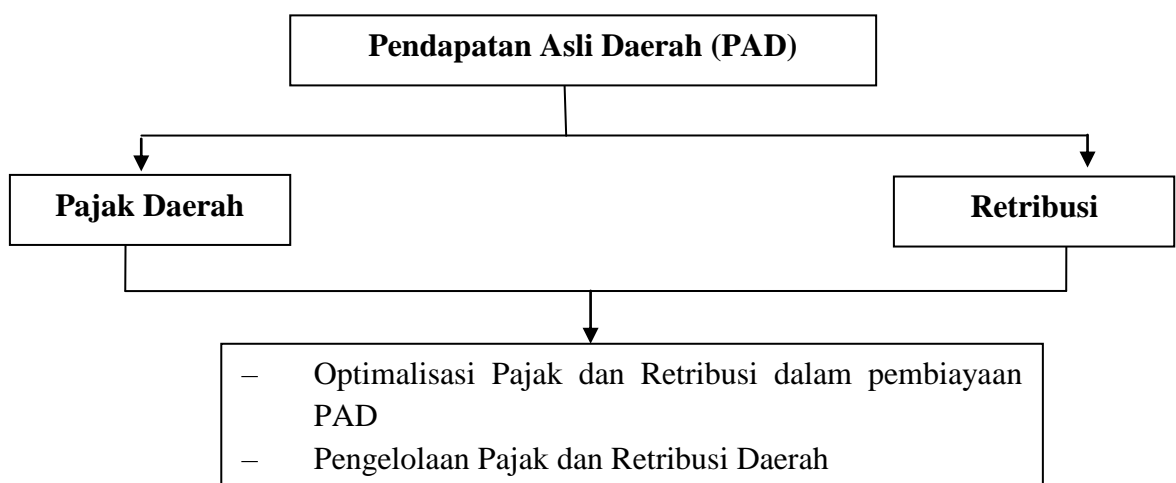 Pendapatan Asli Daerah (PAD)
Pajak Daerah
Retribusi
– Optimalisasi Pajak dan Retribusi dalam pembiayaan
PAD
– Pengelolaan Pajak dan Retribusi Daerah